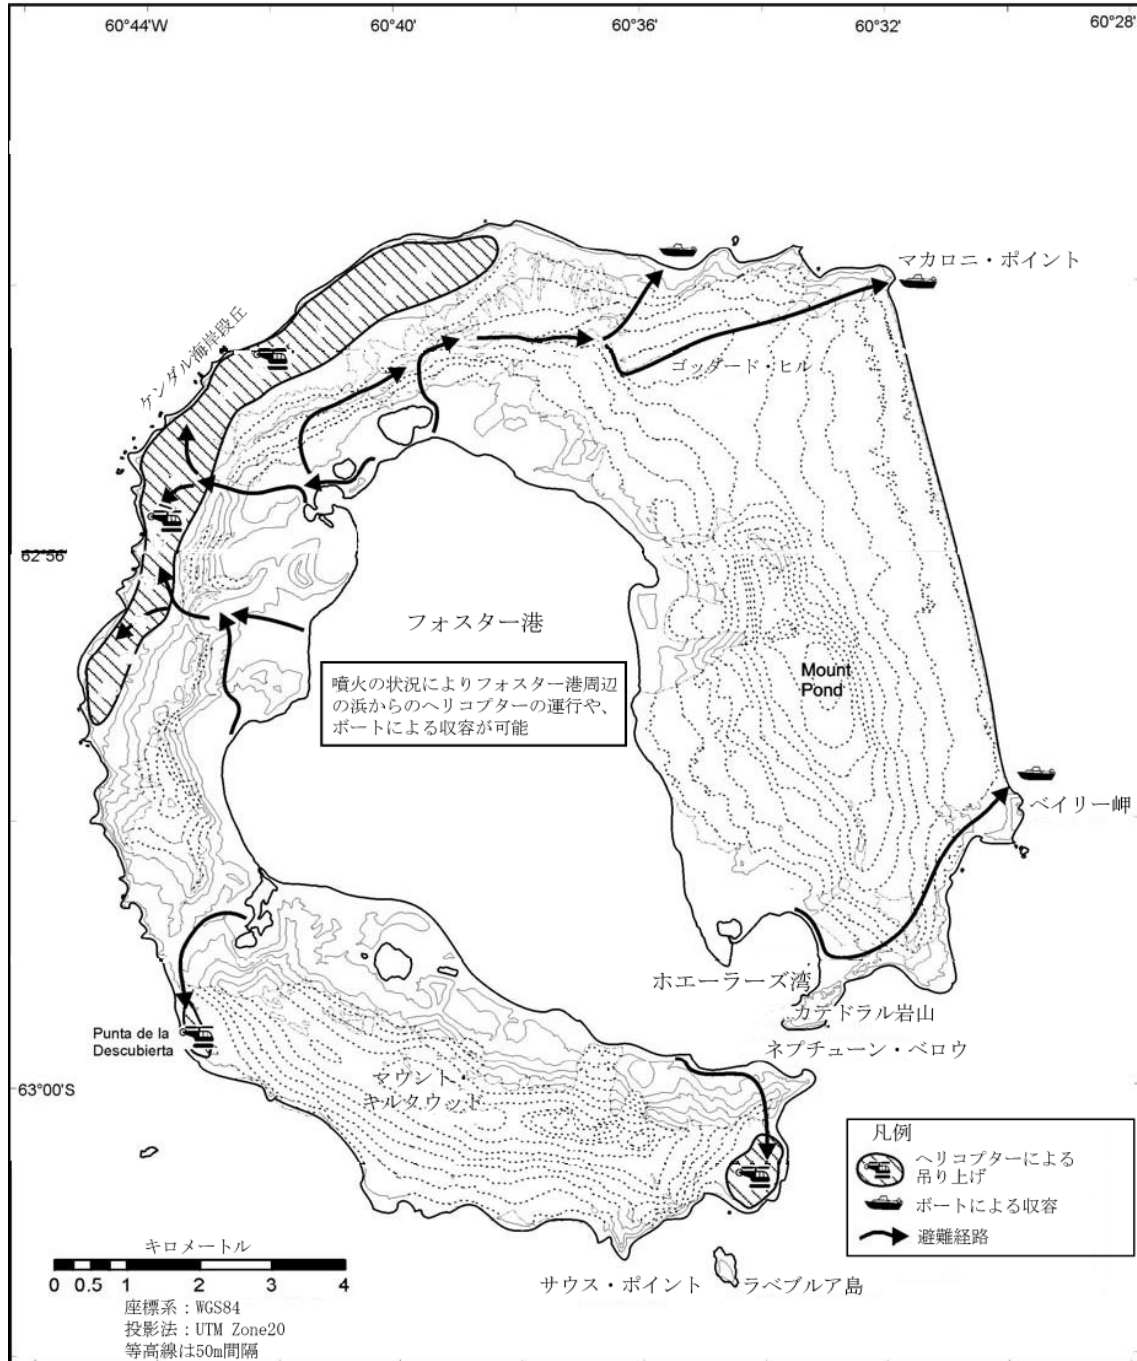 60°44'W
60°40'
60°36'
60°32'
60°28'
マカロニ・ポイント
ケンダル海岸段丘
ゴッダード・ヒル
62°56'
フォスター港
噴火の状況によりフォスター港周辺
の浜からのヘリコプターの運行や、
ボートによる収容が可能
Mount
Pond
ベイリー岬
ホエーラーズ湾
カテドラル岩山
ネプチューン・ベロウ
Punta de la
Descubierta
マウント・
キルタウッド
63°00'S
凡例
ヘリコプターによる
吊り上げ
ボートによる収容
避難経路
キロメートル
0 0.5 1 2 3 4
サウス・ポイント
ラベブルア島
座標系：WGS84
投影法：UTM Zone20
等高線は50m間隔